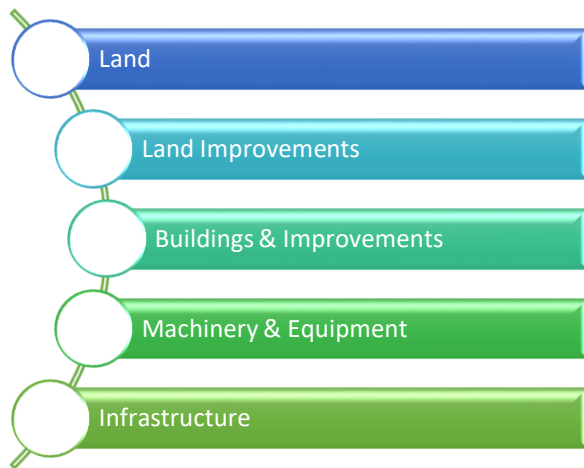 Land
Land Improvements
Buildings & Improvements
Machinery & Equipment
Infrastructure